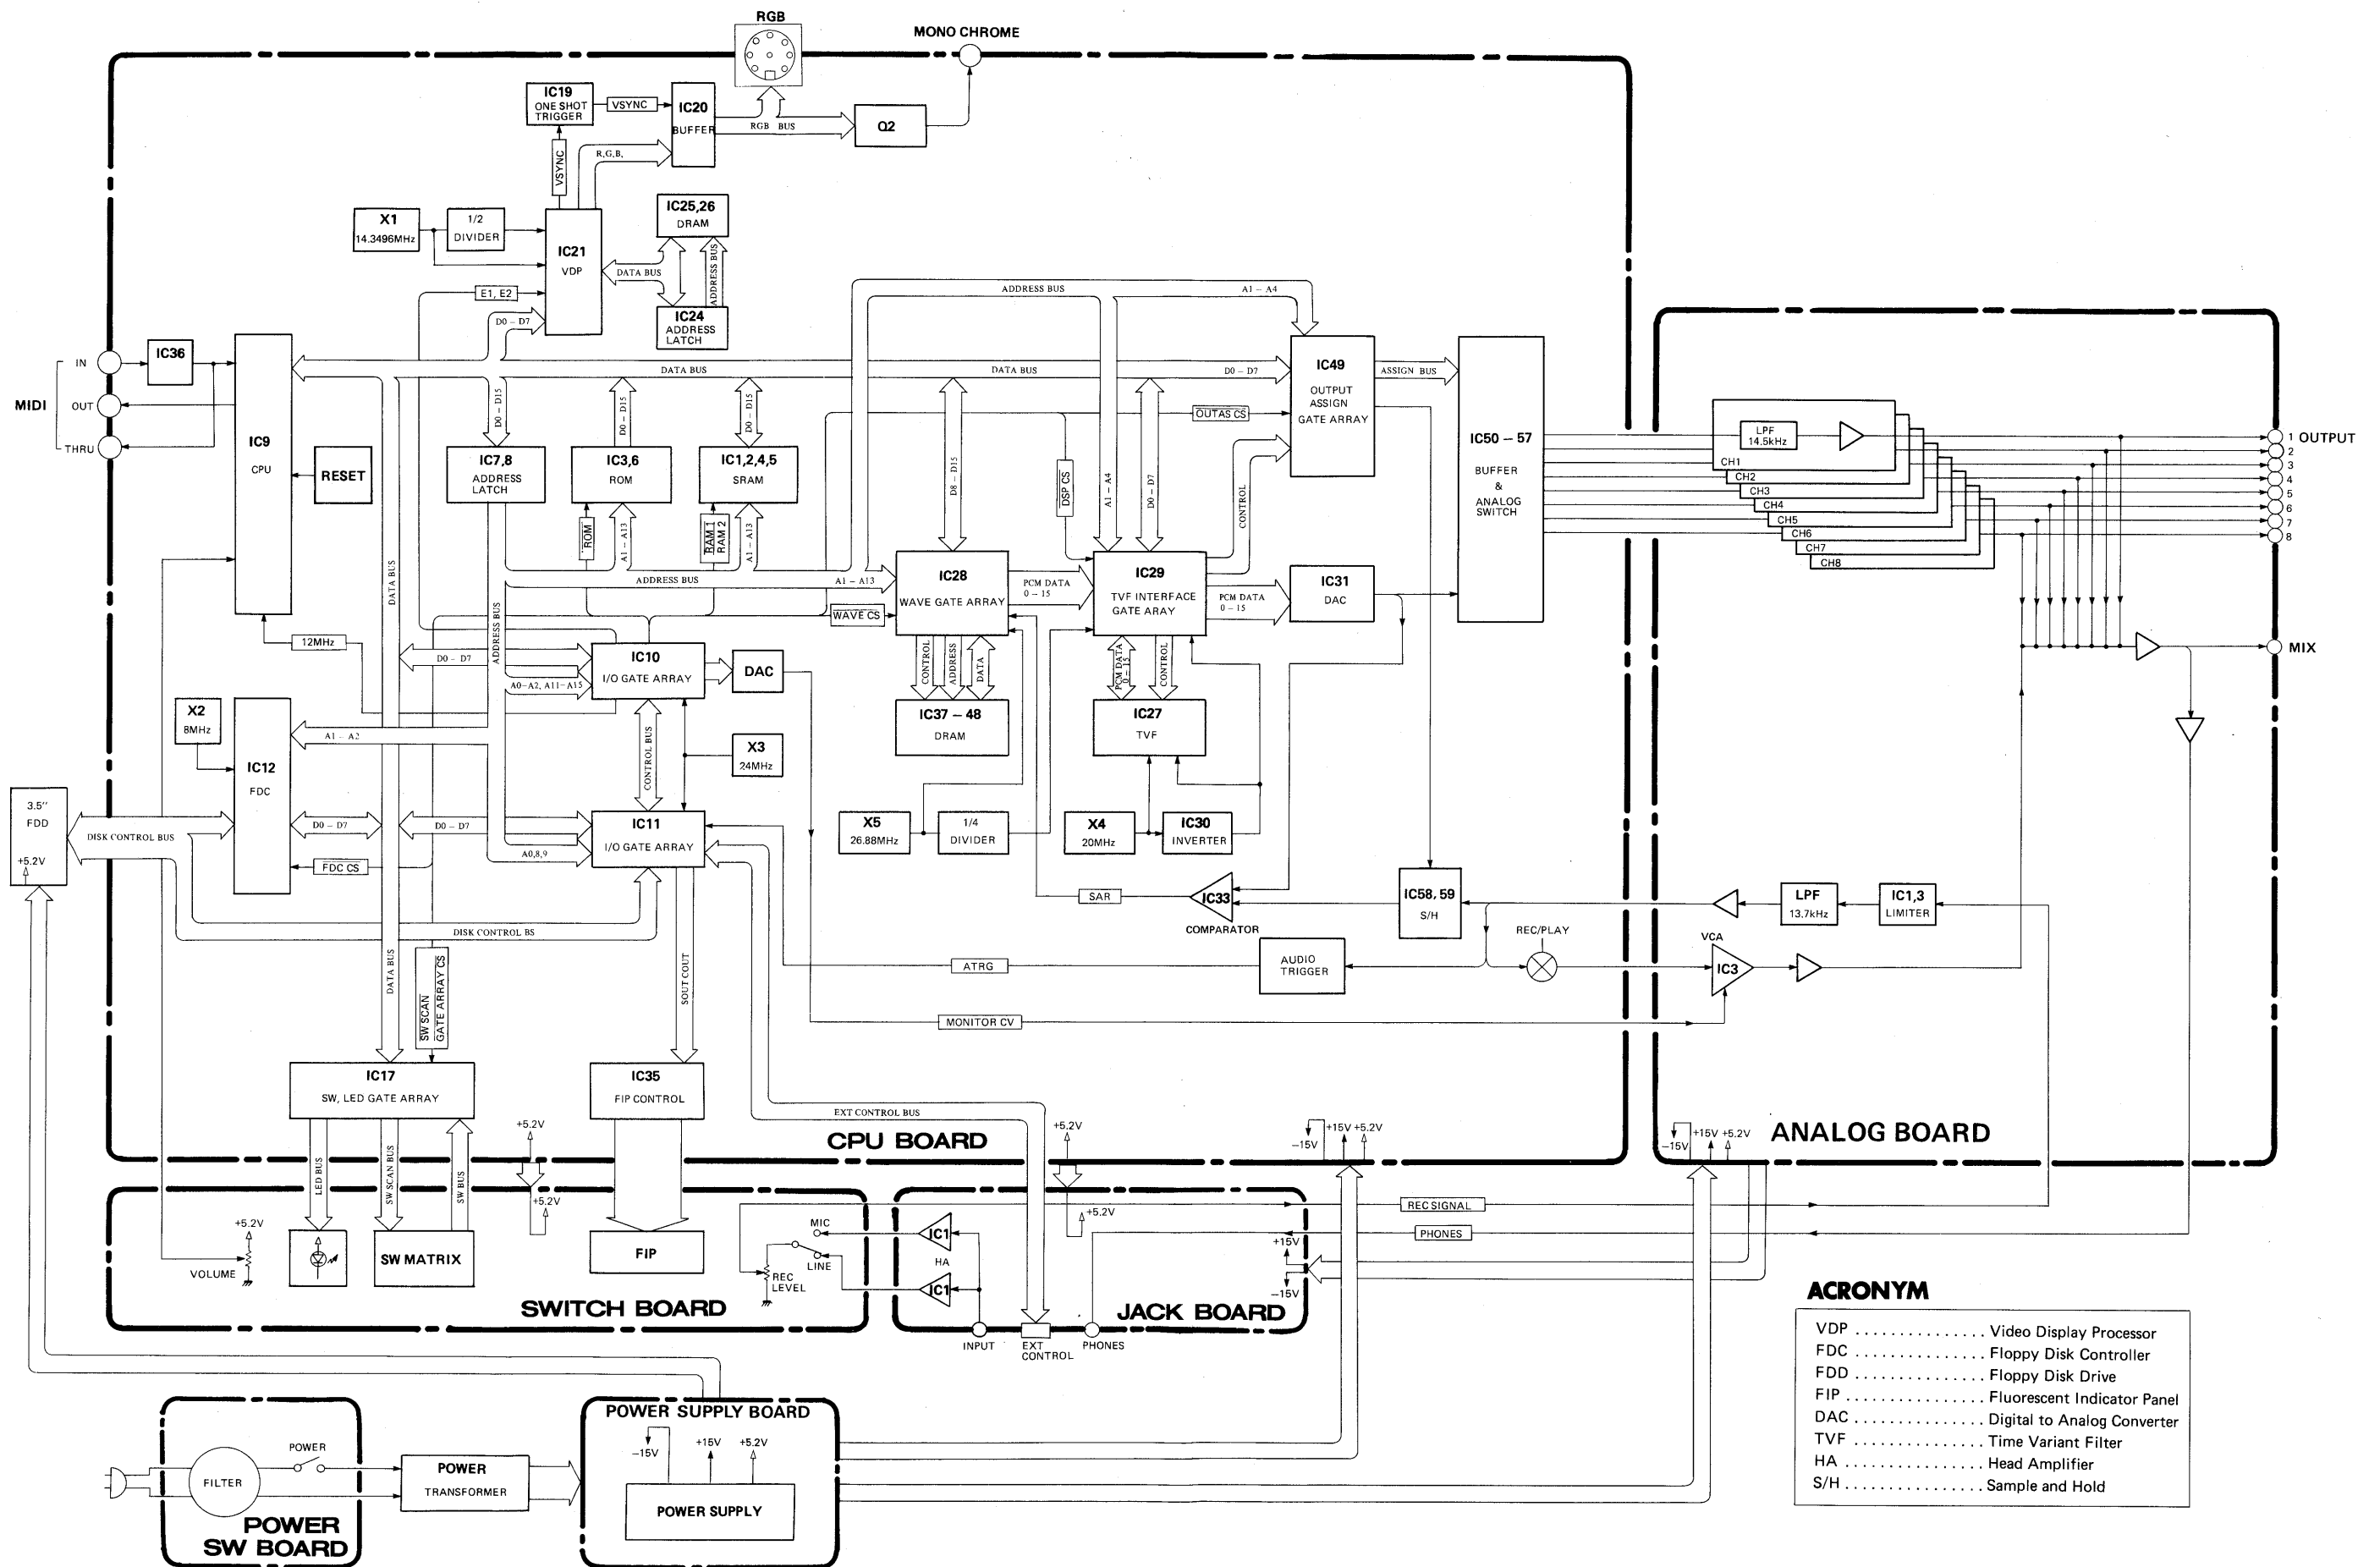 RGB
MONO CHROME
IC19
ONE SHOT
TRIGGER
VSYNC
IC20
BUFFER
RGB BUS
Q2
VSYNC
R,G,B,
X1
14.3496MHz
1/2
DIVIDER
IC21
VDP
IC25,26
DRAM
DATA BUS
ADDRESS BUS
E1, E2
D0 – D7
IC24
ADDRESS
LATCH
ADDRESS BUS
A1 – A4
MIDI
IN
OUT
THRU
IC36
IC9
CPU
RESET
DATA BUS
DATA BUS
D0 – D7
D0 – D15
D0 – D15
D0 – D15
IC7,8
ADDRESS
LATCH
IC3,6
ROM
IC1,2,4,5
SRAM
D8 – D15
DSP CS
A1 – A4
D0 – D7
OUTAS CS
CONTROL
IC49
OUTPUT
ASSIGN
GATE ARRAY
ASSIGN BUS
IC50 – 57
BUFFER
&
ANALOG
SWITCH
LPF
14.5kHz
CH1
CH2
CH3
CH4
CH5
CH6
CH7
CH8
1 OUTPUT
2
3
4
5
6
7
8
MIX
ROM
A1 – A13
RAM 1
RAM 2
A1 – A13
ADDRESS BUS
A1 – A13
DATA BUS
ADDRESS BUS
WAVE CS
IC28
WAVE GATE ARRAY
PCM DATA
0 – 15
IC29
TVF INTERFACE
GATE ARAY
PCM DATA
0 – 15
IC31
DAC
12MHz
D0 – D7
A0–A2, A11–A15
IC10
I/O GATE ARRAY
DAC
CONTROL
ADDRESS
DATA
PCM DATA
0 – 15
CONTROL
IC37 – 48
DRAM
IC27
TVF
X2
8MHz
IC12
FDC
A1 – A2
CONTROL BUS
X3
24MHz
3.5"
FDD
+5.2V
DISK CONTROL BUS
D0 – D7
D0 – D7
IC11
I/O GATE ARRAY
A0,8,9
FDC CS
X5
26.88MHz
1/4
DIVIDER
X4
20MHz
IC30
INVERTER
SAR
IC33
COMPARATOR
IC58, 59
S/H
LPF
13.7kHz
IC1,3
LIMITER
DISK CONTROL BS
DATA BUS
SW SCAN
GATE ARRAY CS
SOUT COUT
ATRG
AUDIO
TRIGGER
REC/PLAY
VCA
IC3
MONITOR CV
IC17
SW, LED GATE ARRAY
IC35
FIP CONTROL
EXT CONTROL BUS
+5.2V
CPU BOARD
+5.2V
–15V
+15V
+5.2V
–15V
+15V
+5.2V
ANALOG BOARD
LED BUS
SW SCAN BUS
SW BUS
+5.2V
+5.2V
VOLUME
SW MATRIX
FIP
MIC
LINE
REC
LEVEL
SWITCH BOARD
IC1
HA
IC1
+5.2V
+15V
–15V
JACK BOARD
REC SIGNAL
PHONES
INPUT
EXT
CONTROL
PHONES
POWER
FILTER
POWER
SW BOARD
POWER
TRANSFORMER
POWER SUPPLY BOARD
–15V
+15V
+5.2V
POWER SUPPLY
ACRONYM
VDP ............... Video Display Processor
FDC ............... Floppy Disk Controller
FDD ............... Floppy Disk Drive
FIP ............... Fluorescent Indicator Panel
DAC ............... Digital to Analog Converter
TVF ............... Time Variant Filter
HA ................ Head Amplifier
S/H ................ Sample and Hold